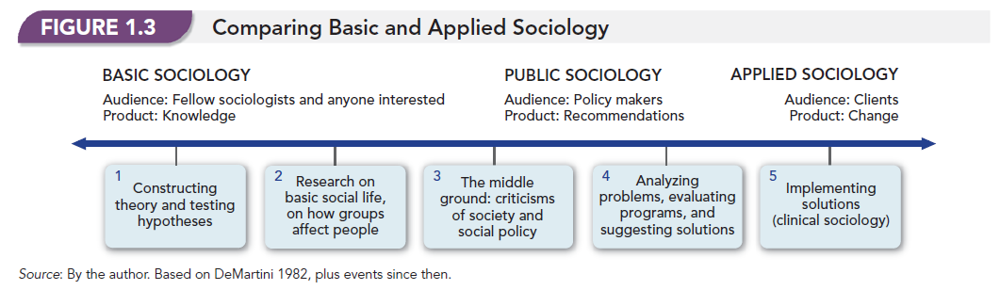 FIGURE 1.3
Comparing Basic and Applied Sociology
BASIC SOCIOLOGY
Audience: Fellow sociologists and anyone interested
Product: Knowledge
PUBLIC SOCIOLOGY
Audience: Policy makers
Product: Recommendations
APPLIED SOCIOLOGY
Audience: Clients
Product: Change
1
Constructing
theory and testing
hypotheses
2
Research on
basic social life,
on how groups
affect people
3
The middle
ground: criticisms
of society and
social policy
4
Analyzing
problems, evaluating
programs, and
suggesting solutions
5
Implementing
solutions
(clinical sociology)
Source: By the author. Based on DeMartini 1982, plus events since then.